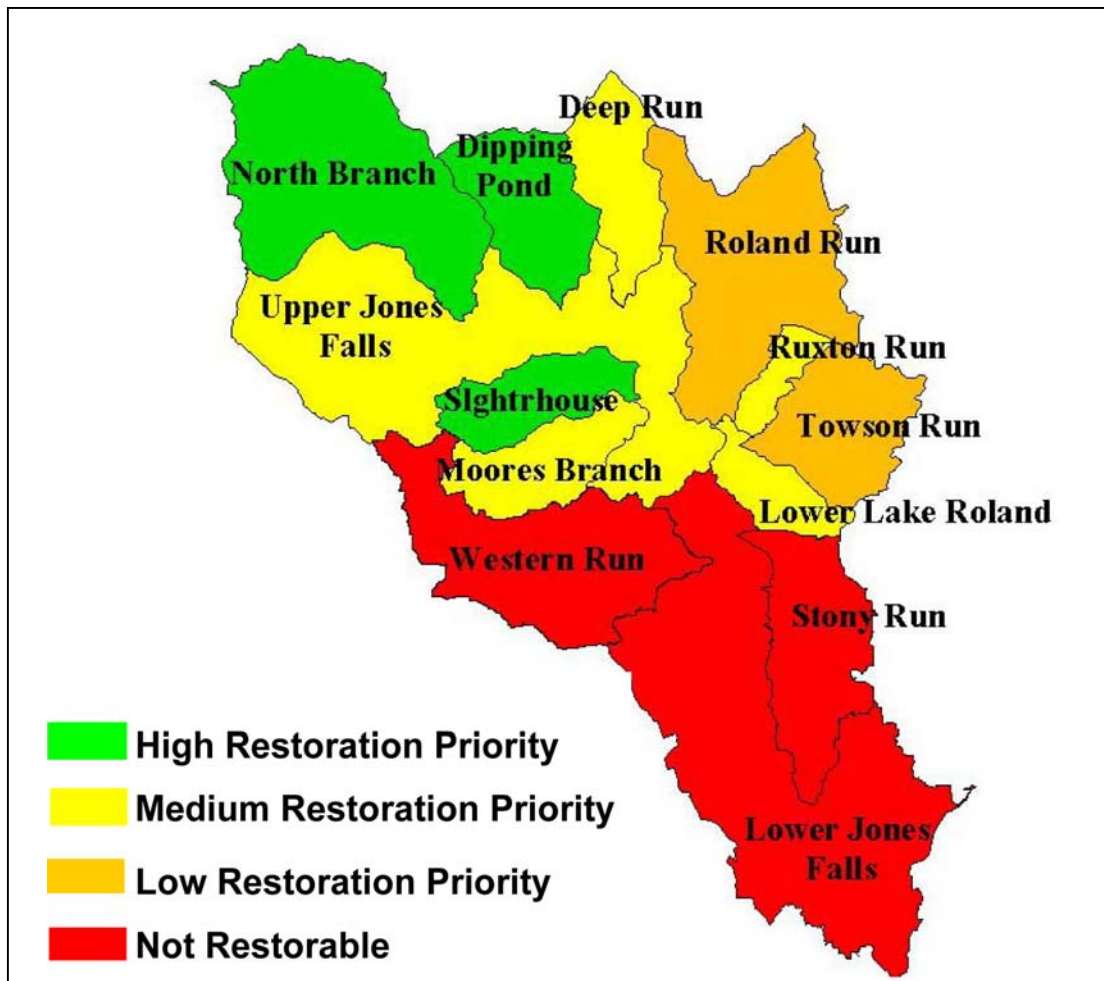 Deep Run
Dipping
Pond
North Branch
Roland Run
Upper Jones
Falls
Ruxton Run
Slghtrhouse
Towson Run
Moores Branch
Lower Lake Roland
Western Run
Stony Run
Lower Jones
Falls
High Restoration Priority
Medium Restoration Priority
Low Restoration Priority
Not Restorable